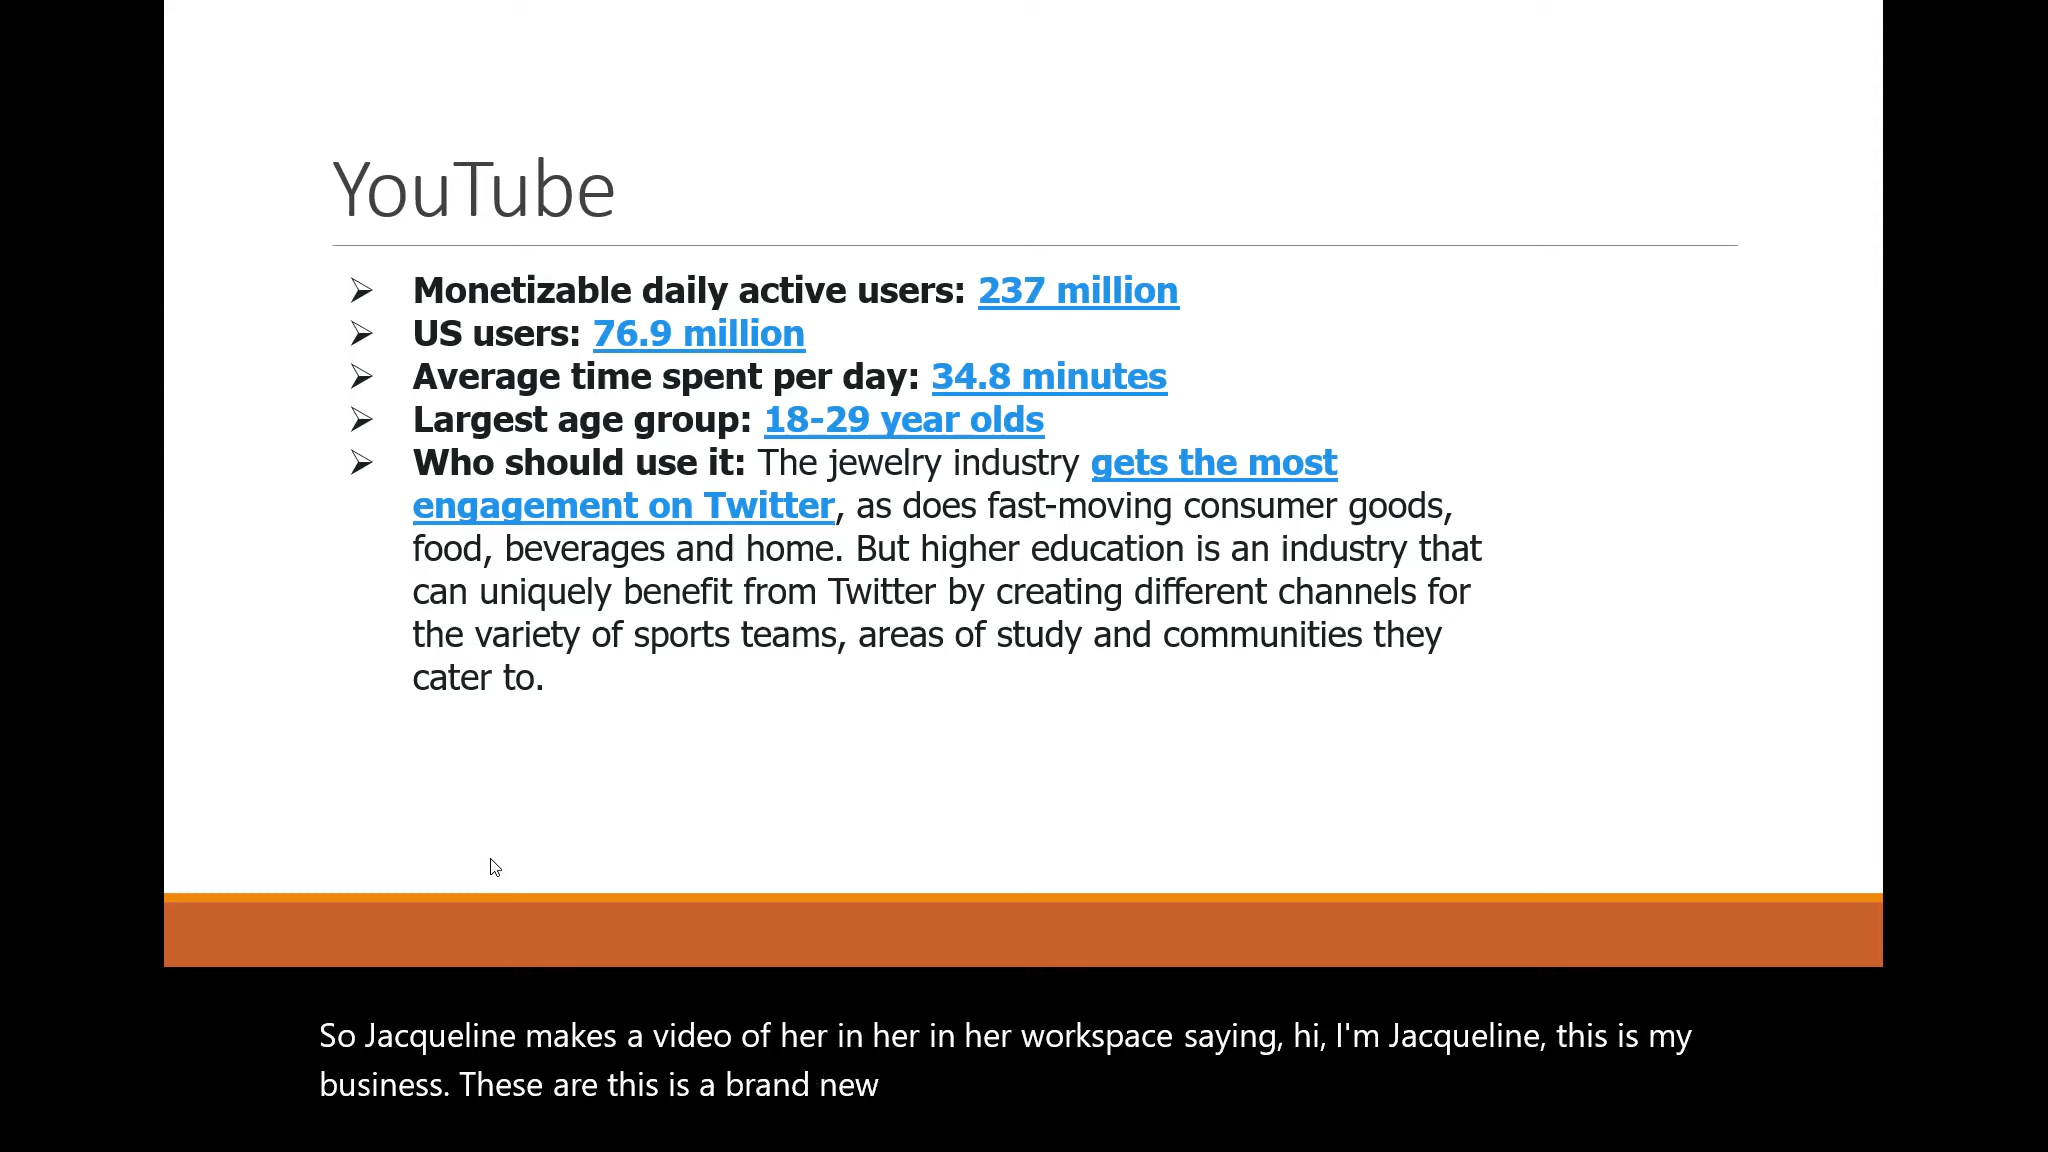 YouTube
➢ Monetizable daily active users: 237 million
➢ US users: 76.9 million
➢ Average time spent per day: 34.8 minutes
➢ Largest age group: 18-29 year olds
➢ Who should use it: The jewelry industry gets the most
engagement on Twitter, as does fast-moving consumer goods,
food, beverages and home. But higher education is an industry that
can uniquely benefit from Twitter by creating different channels for
the variety of sports teams, areas of study and communities they
cater to.
So Jacqueline makes a video of her in her in her workspace saying, hi, I'm Jacqueline, this is my
business. These are this is a brand new